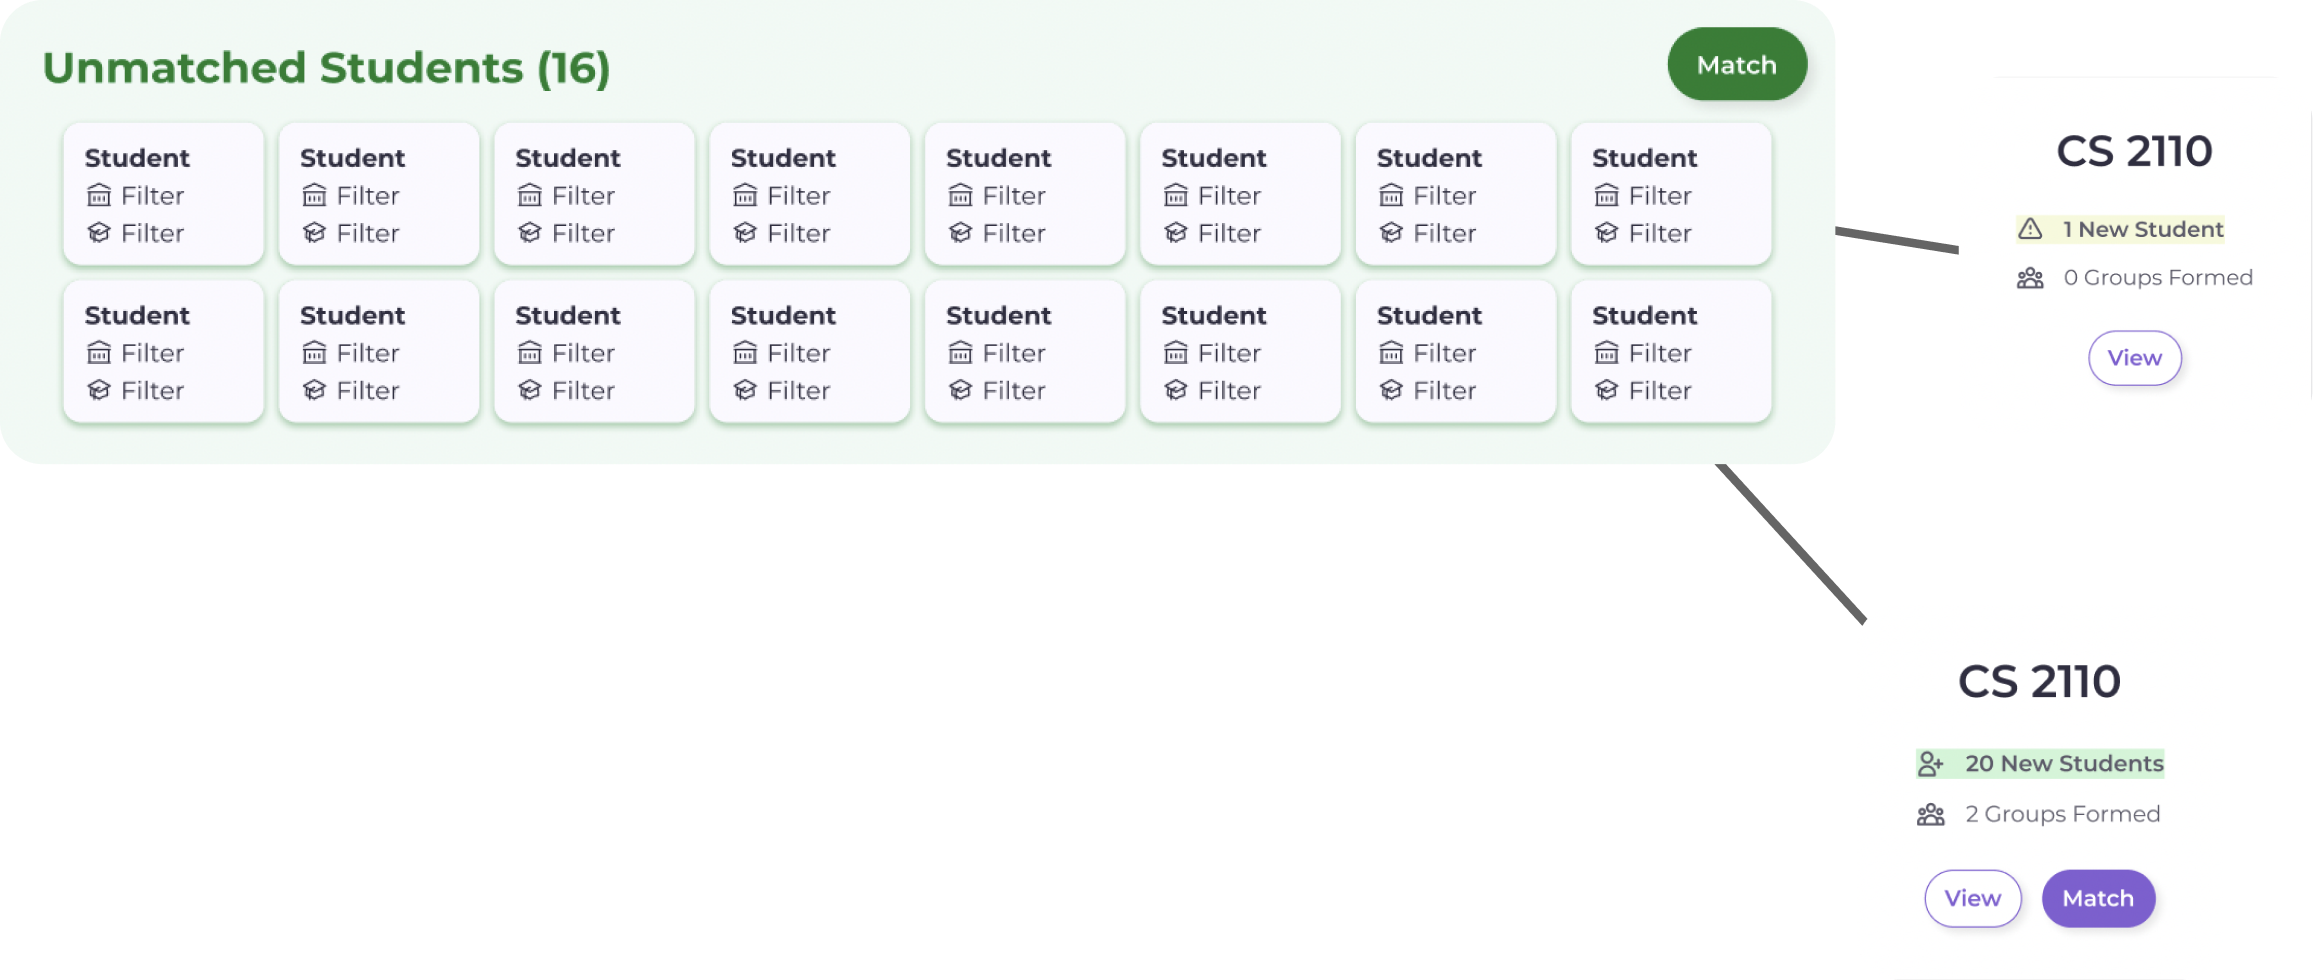 Unmatched Students (16)
Match
Student Student Student Student Student Student Student Student
Filter Filter Filter Filter Filter Filter Filter Filter
Filter Filter Filter Filter Filter Filter Filter Filter
Student Student Student Student Student Student Student Student
Filter Filter Filter Filter Filter Filter Filter Filter
Filter Filter Filter Filter Filter Filter Filter Filter
CS 2110
1 New Student
0 Groups Formed
View
CS 2110
20 New Students
2 Groups Formed
View Match